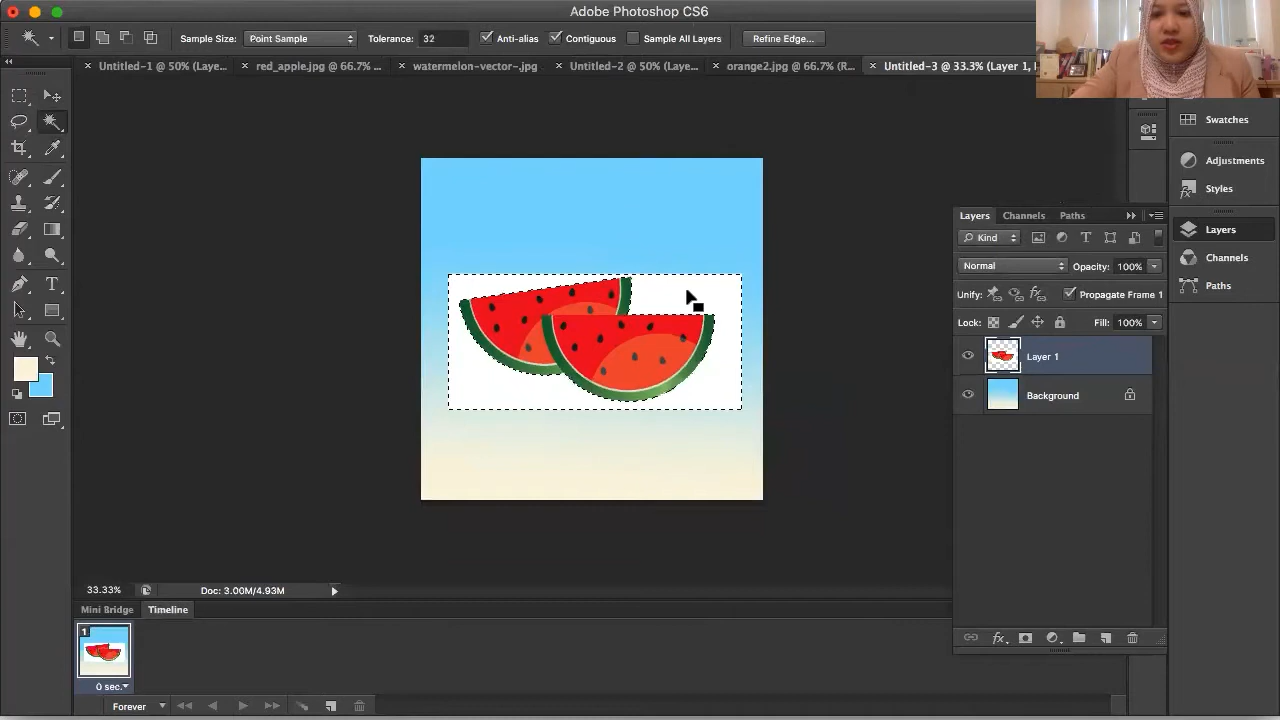 Adobe Photoshop CS6
Sample Size: Point Sample Tolerance: 32 Anti-alias Contiguous Sample All Layers Refine Edge...
Untitled-1 @ 50% (Laye... red_apple.jpg @ 66.7% ... watermelon-vector-.jpg Untitled-2 @ 50% (Laye... orange2.jpg @ 66.7% (R... Untitled-3 @ 33.3% (Layer 1,
Swatches
Adjustments
Styles
Layers
Channels
Paths
Layers Channels Paths
Kind
Normal Opacity: 100%
Unify: Propagate Frame 1
Lock: Fill: 100%
Layer 1
Background
33.33% Doc: 3.00M/4.93M
Mini Bridge Timeline
1
0 sec.
Forever